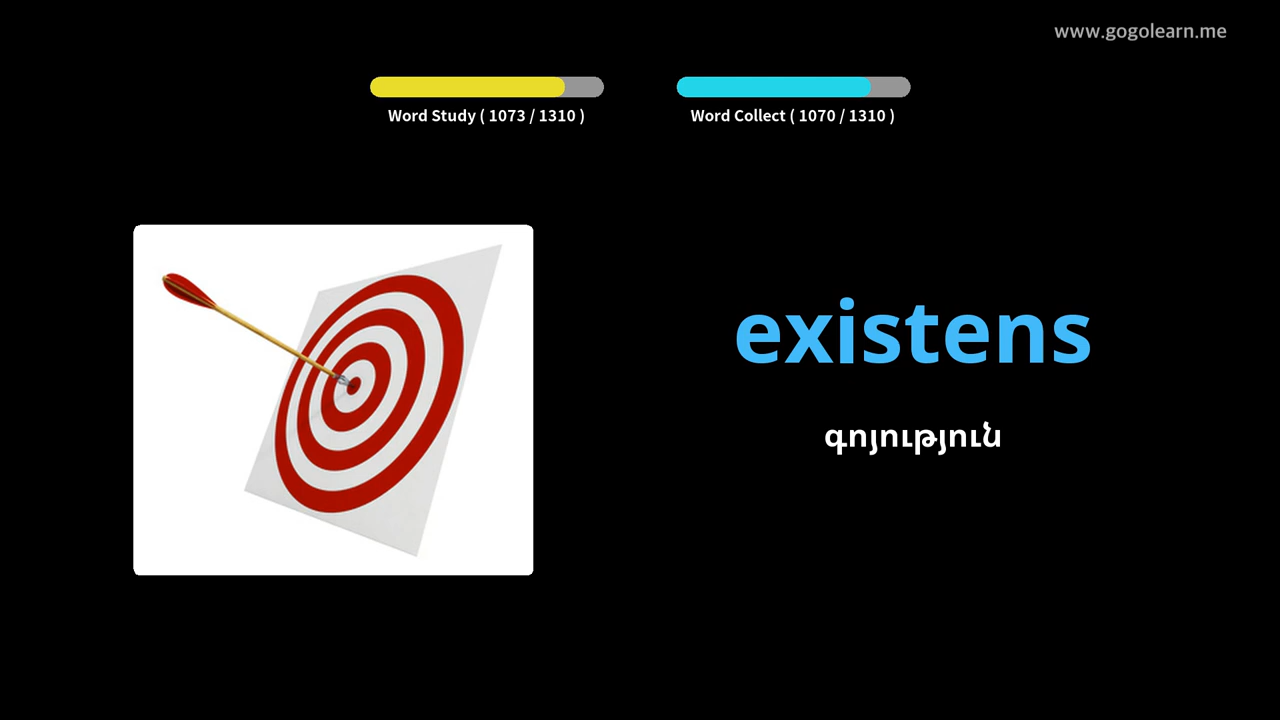 www.gogolearn.me
Word Study ( 1073 / 1310 )
Word Collect ( 1070 / 1310 )
existens
գոյություն